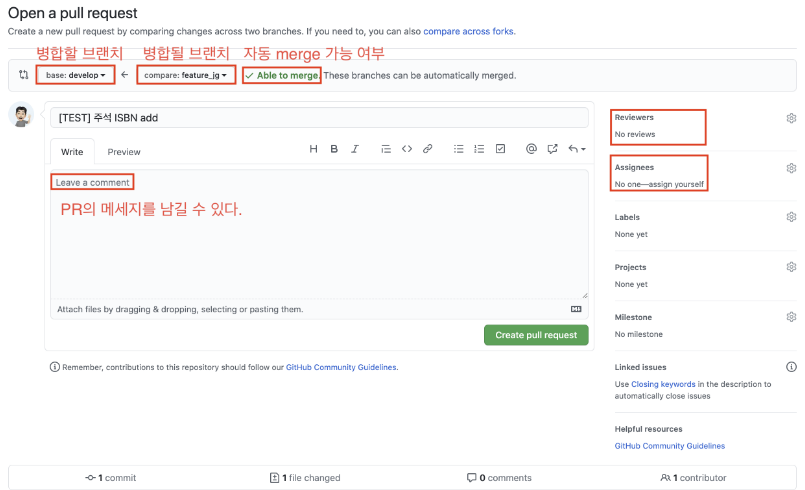 Open a pull request
Create a new pull request by comparing changes across two branches. If you need to, you can also compare across forks.
병합할 브랜치 병합될 브랜치 자동 merge 가능 여부
base: develop ← compare: feature_jg ✓ Able to merge. These branches can be automatically merged.
[TEST] 주석 ISBN add
Write Preview
Leave a comment
PR의 메세지를 남길 수 있다.
Attach files by dragging & dropping, selecting or pasting them.
Create pull request
Remember, contributions to this repository should follow our GitHub Community Guidelines.
Reviewers
No reviews
Assignees
No one—assign yourself
Labels
None yet
Projects
None yet
Milestone
No milestone
Linked issues
Use Closing keywords in the description to
automatically close issues
Helpful resources
GitHub Community Guidelines
1 commit 1 file changed 0 comments 1 contributor